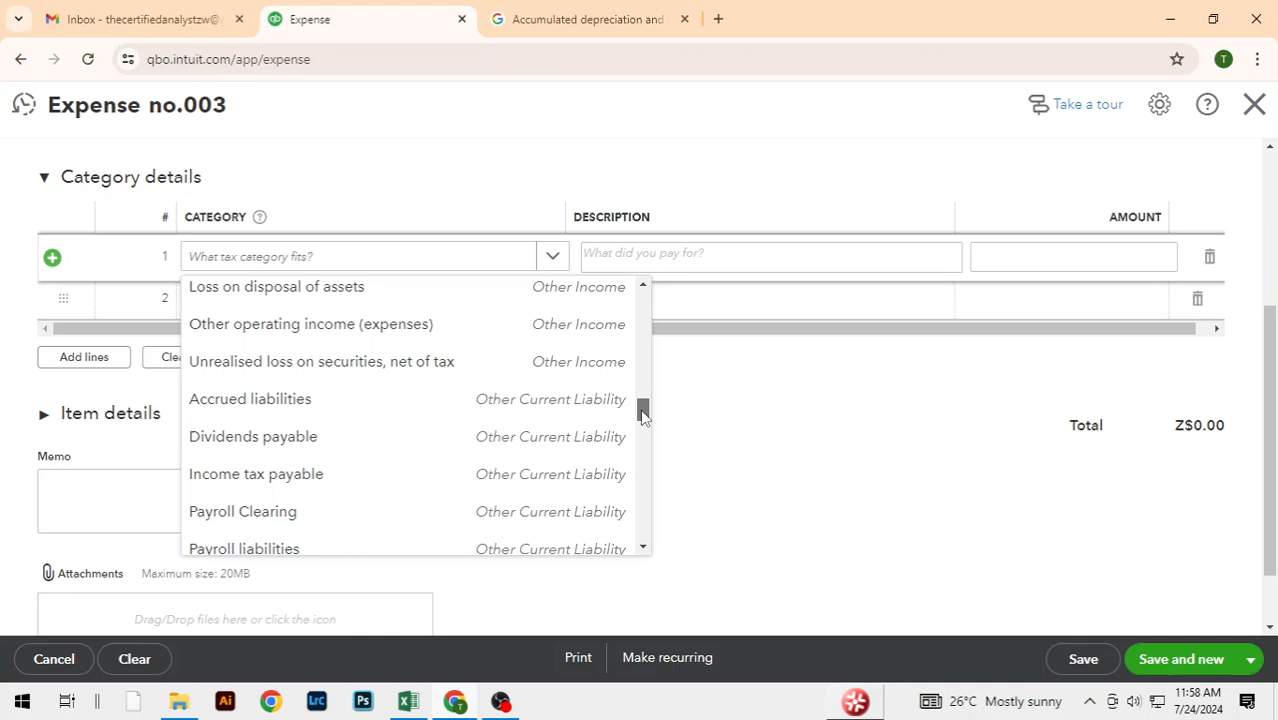 Inbox - thecertifiedanalystzw@
Expense
Accumulated depreciation and
qbo.intuit.com/app/expense
T
Expense no.003
Take a tour
Category details
# CATEGORY ? DESCRIPTION AMOUNT
1 What tax category fits? What did you pay for?
Loss on disposal of assets Other Income
2
Other operating income (expenses) Other Income
Add lines Cle
Unrealised loss on securities, net of tax Other Income
Accrued liabilities Other Current Liability
Item details
Total Z$0.00
Dividends payable Other Current Liability
Memo
Income tax payable Other Current Liability
Payroll Clearing Other Current Liability
Payroll liabilities Other Current Liability
Attachments Maximum size: 20MB
Drag/Drop files here or click the icon
Cancel Clear Print Make recurring Save Save and new
Ai Lrc Ps 26°C Mostly sunny 11:58 AM
7/24/2024